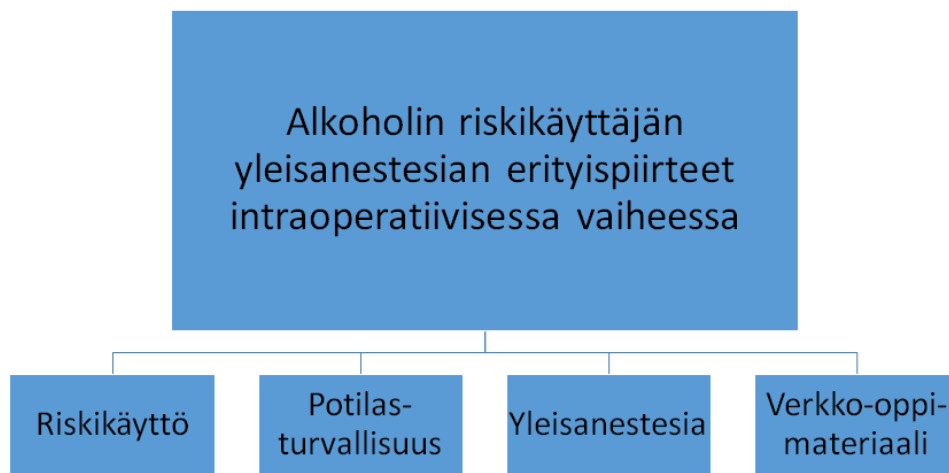 Alkoholin riskikäyttäjän
yleisanestesian erityispiirteet
intraoperatiivisessa vaiheessa
Riskikäyttö
Potilas-
turvallisuus
Yleisanestesia
Verkko-oppi-
materiaali